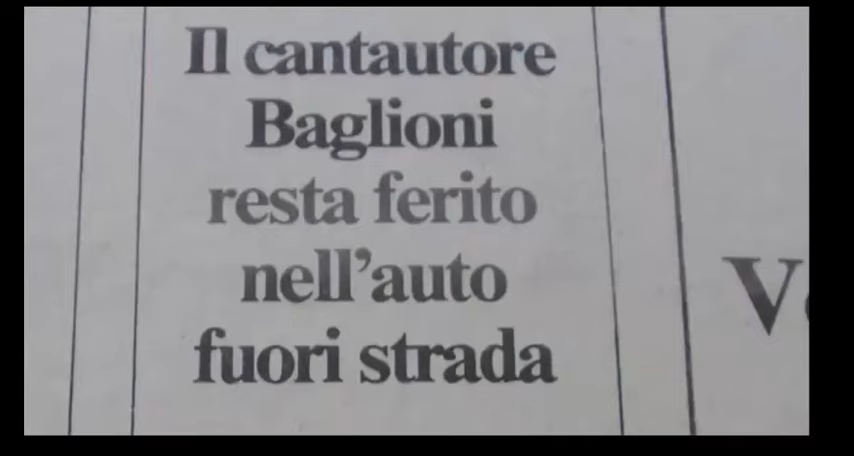 Il cantautore
Baglioni
resta ferito
nell’auto
fuori strada